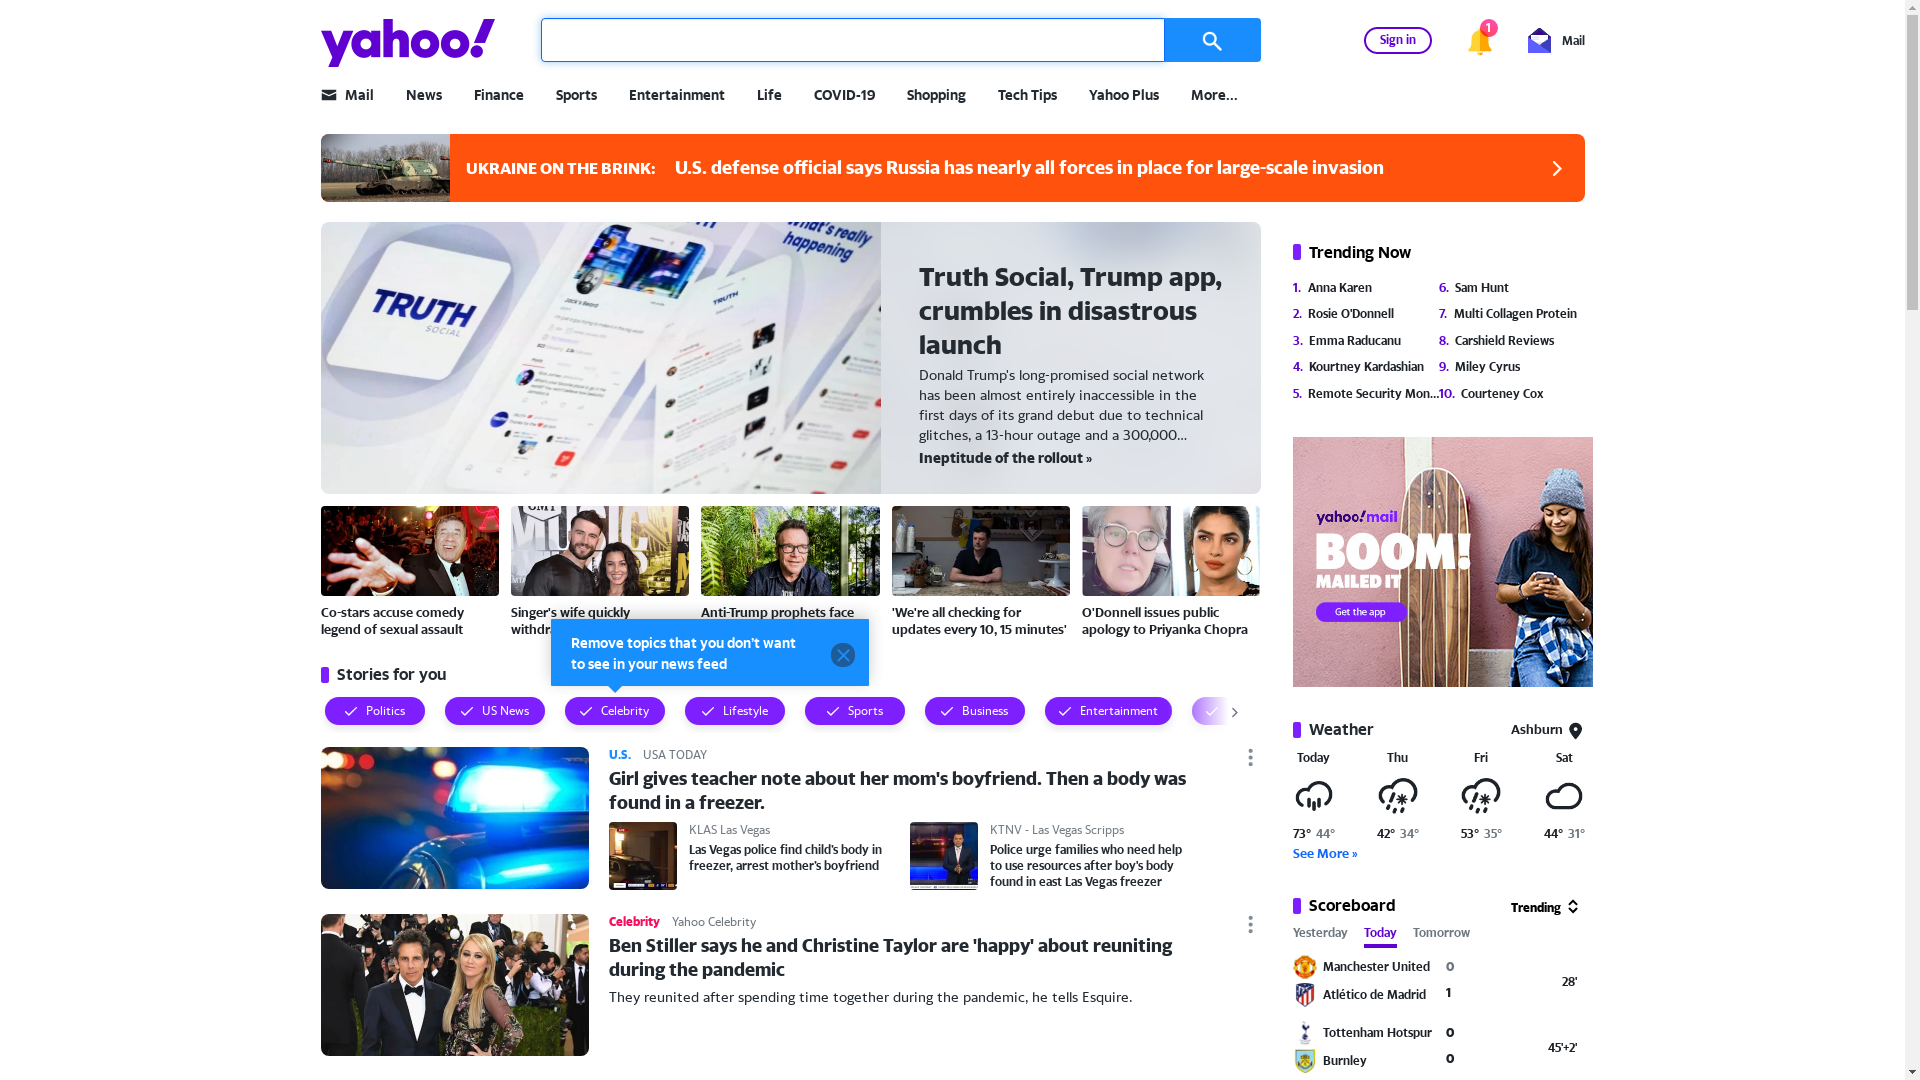 yahoo!
Sign in
1
Mail
Mail
News
Finance
Sports
Entertainment
Life
COVID-19
Shopping
Tech Tips
Yahoo Plus
More...
UKRAINE ON THE BRINK: U.S. defense official says Russia has nearly all forces in place for large-scale invasion
what's really
happening
TRUTH
SOCIAL
Truth Social, Trump app,
crumbles in disastrous
launch
Donald Trump's long-promised social network
has been almost entirely inaccessible in the
first days of its grand debut due to technical
glitches, a 13-hour outage and a 300,000...
Ineptitude of the rollout »
Co-stars accuse comedy
legend of sexual assault
Singer's wife quickly
withdra
Anti-Trump prophets face
'We're all checking for
updates every 10, 15 minutes'
O'Donnell issues public
apology to Priyanka Chopra
Remove topics that you don't want
to see in your news feed
Stories for you
Politics
US News
Celebrity
Lifestyle
Sports
Business
Entertainment
U.S. USA TODAY
Girl gives teacher note about her mom's boyfriend. Then a body was
found in a freezer.
KLAS Las Vegas
Las Vegas police find child's body in
freezer, arrest mother's boyfriend
KTNV - Las Vegas Scripps
Police urge families who need help
to use resources after boy's body
found in east Las Vegas freezer
Celebrity Yahoo Celebrity
Ben Stiller says he and Christine Taylor are 'happy' about reuniting
during the pandemic
They reunited after spending time together during the pandemic, he tells Esquire.
Trending Now
1. Anna Karen
2. Rosie O'Donnell
3. Emma Raducanu
4. Kourtney Kardashian
5. Remote Security Mon...
6. Sam Hunt
7. Multi Collagen Protein
8. Carshield Reviews
9. Miley Cyrus
10. Courteney Cox
yahoo!mail
BOOM!
MAILED IT
Get the app
Weather
Ashburn
Today Thu Fri Sat
73° 44° 42° 34° 53° 35° 44° 31°
See More »
Scoreboard
Trending
Yesterday Today Tomorrow
Manchester United 0
Atlético de Madrid 1
28'
Tottenham Hotspur 0
Burnley 0
45'+2'